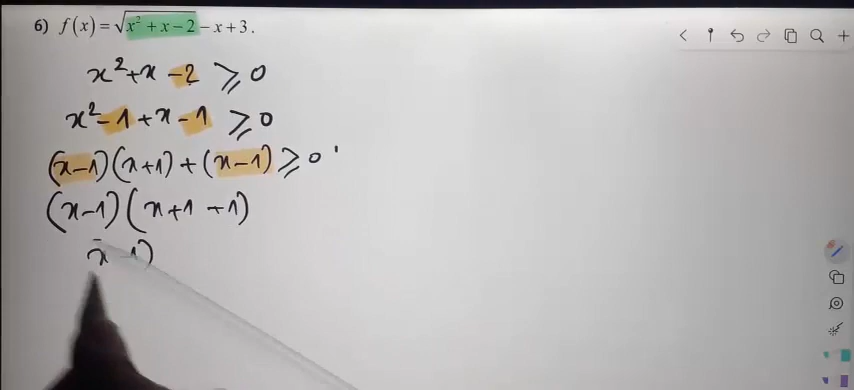 6) f(x) = √(x² + x − 2) − x + 3.
x² + x − 2 ⩾ 0
x² − 1 + x − 1 ⩾ 0
(x−1)(x+1) + (x−1) ⩾ 0
(x−1)(x+1+1)